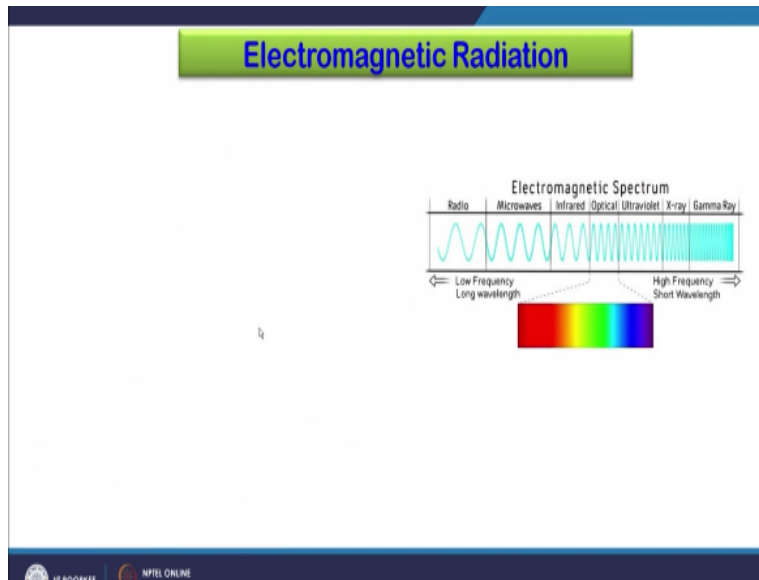 Electromagnetic Radiation
Electromagnetic Spectrum
Radio Microwaves Infrared Optical Ultraviolet X-ray Gamma Ray
Low Frequency High Frequency
Long wavelength Short Wavelength
NPTEL ONLINE